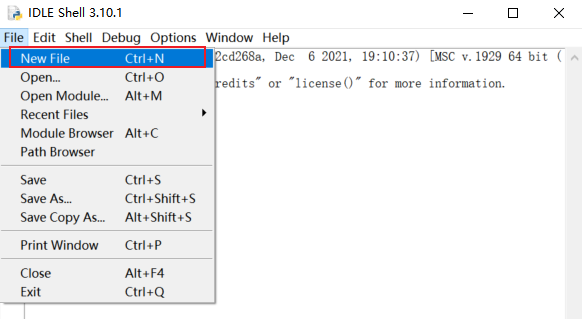 IDLE Shell 3.10.1
File Edit Shell Debug Options Window Help
New File Ctrl+N 2cd268a, Dec 6 2021, 19:10:37) [MSC v.1929 64 bit (
Open... Ctrl+O
redits" or "license()" for more information.
Open Module... Alt+M
Recent Files
Module Browser Alt+C
Path Browser
Save Ctrl+S
Save As... Ctrl+Shift+S
Save Copy As... Alt+Shift+S
Print Window Ctrl+P
Close Alt+F4
Exit Ctrl+Q